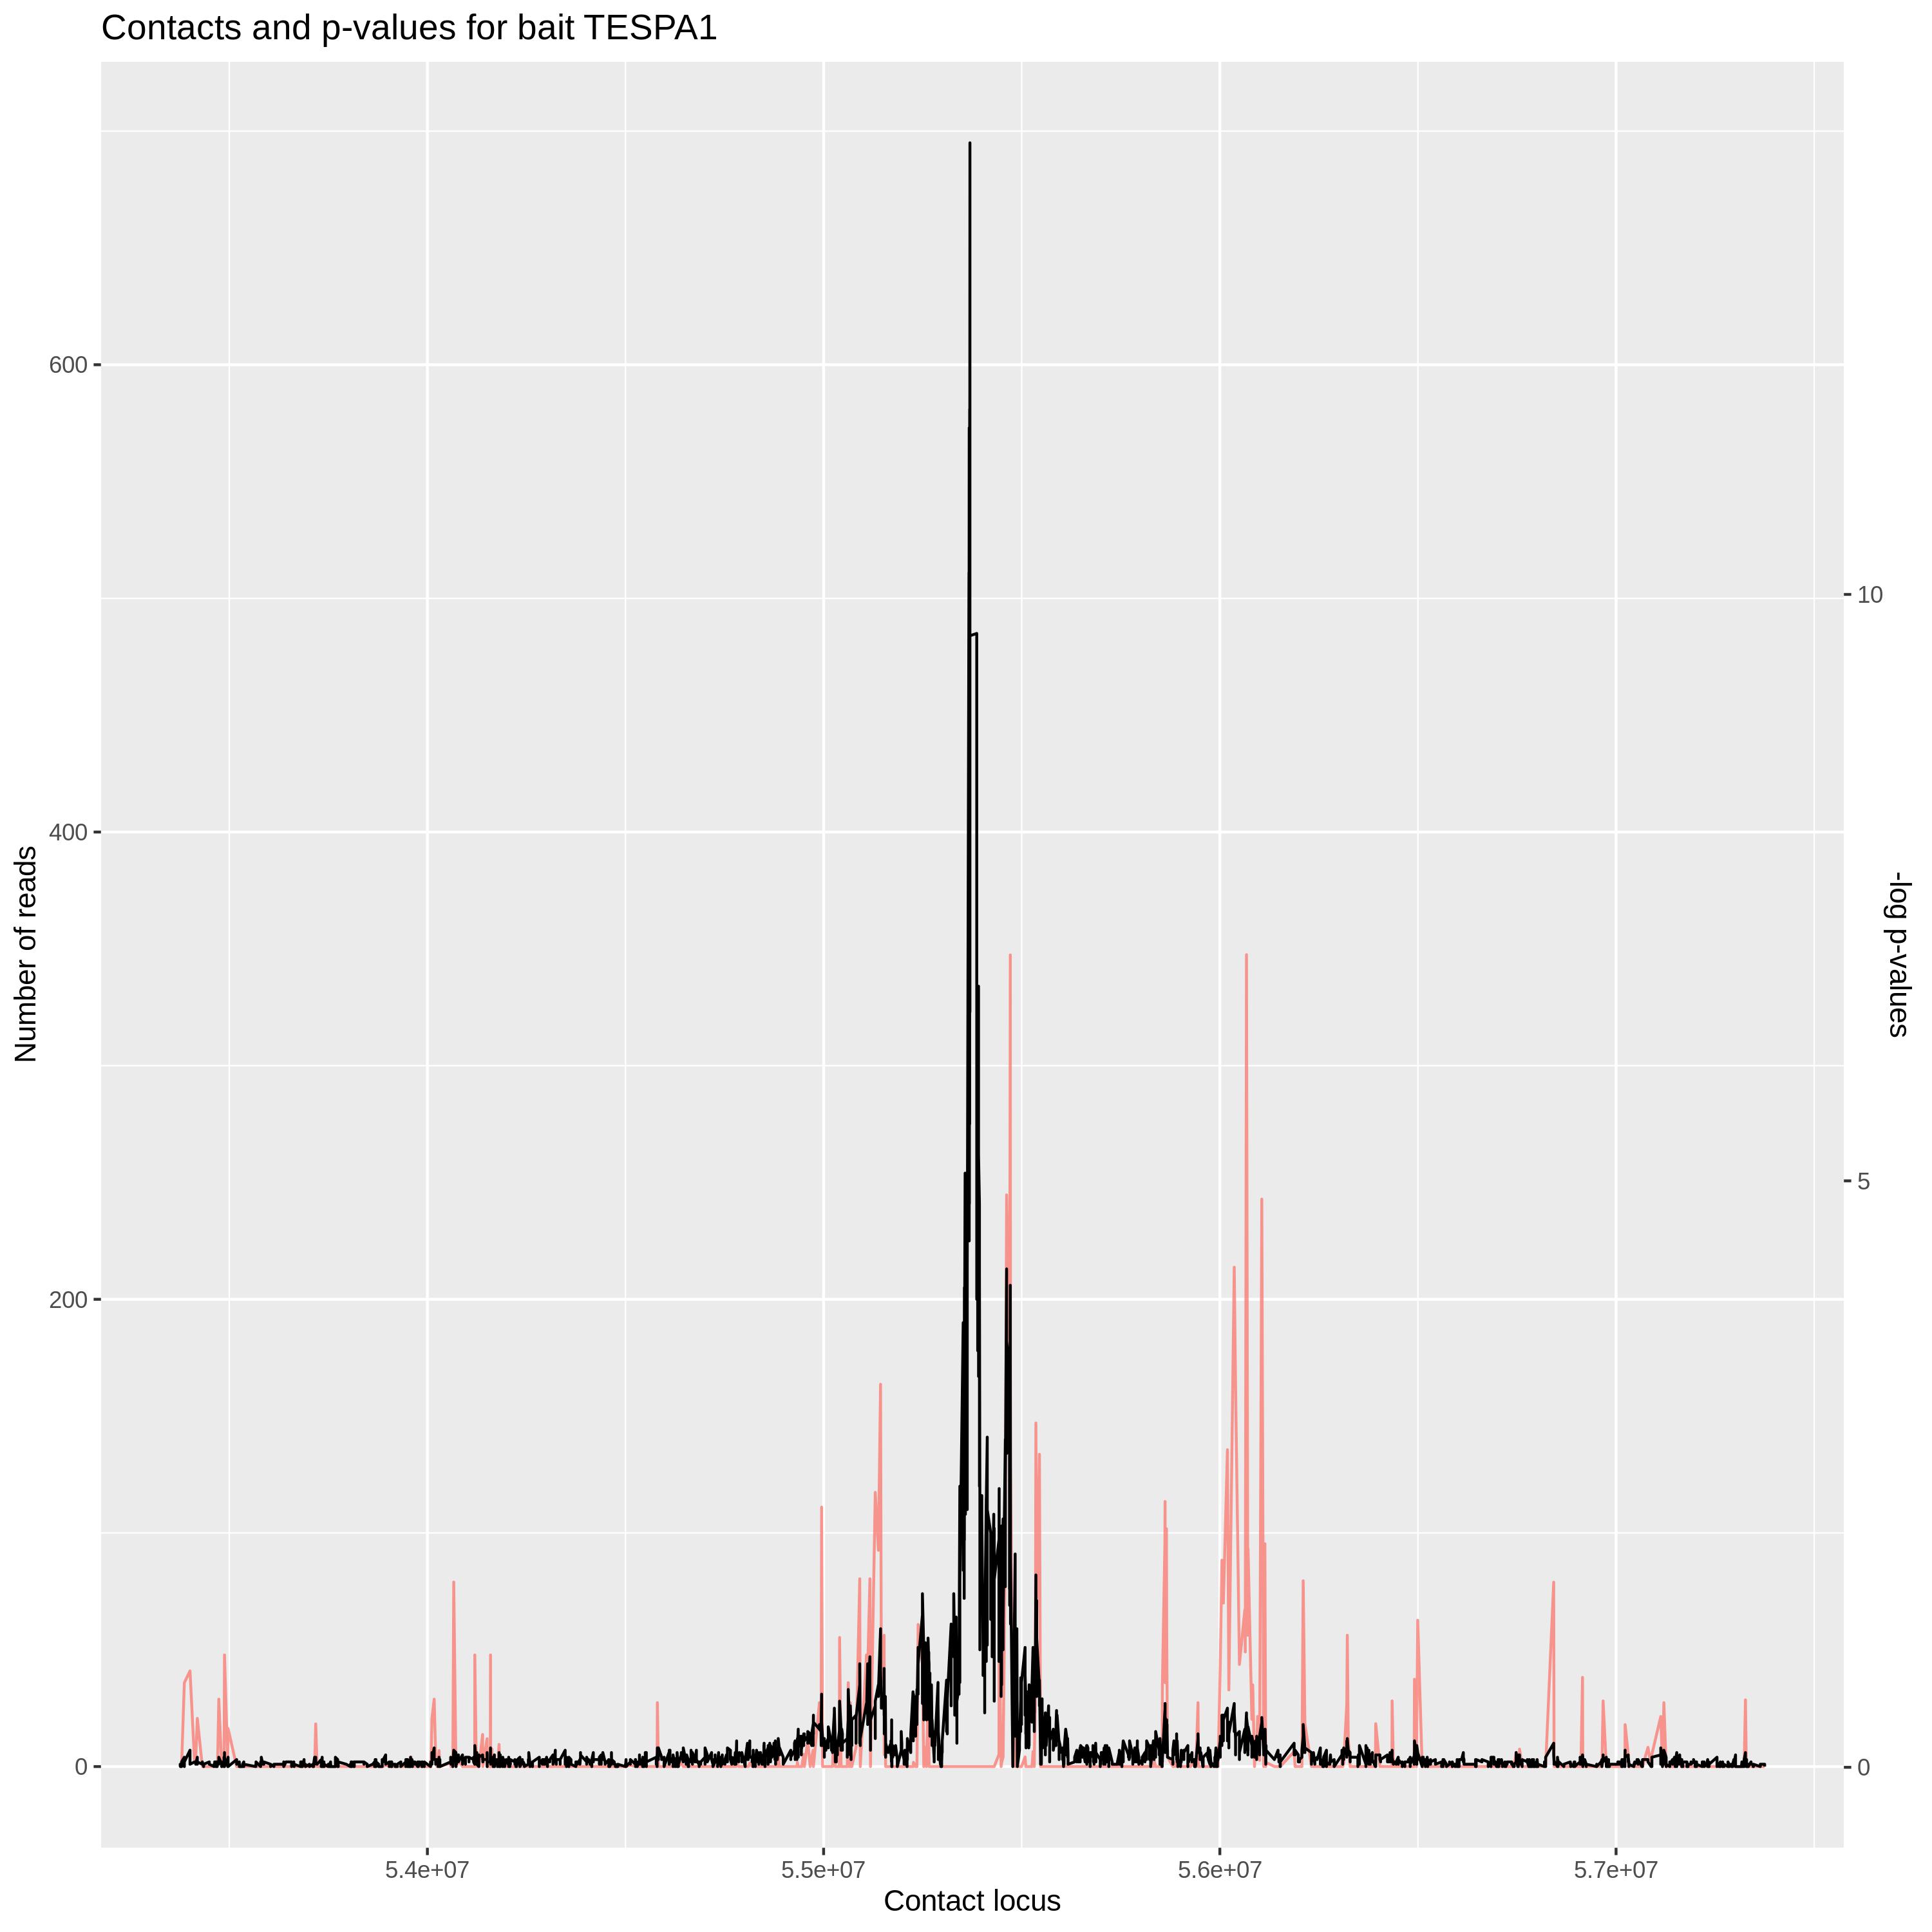 Contacts and p-values for bait TESPA1
Number of reads
600
400
200
0
10
5
0
-log p-values
5.4e+07 5.5e+07 5.6e+07 5.7e+07
Contact locus